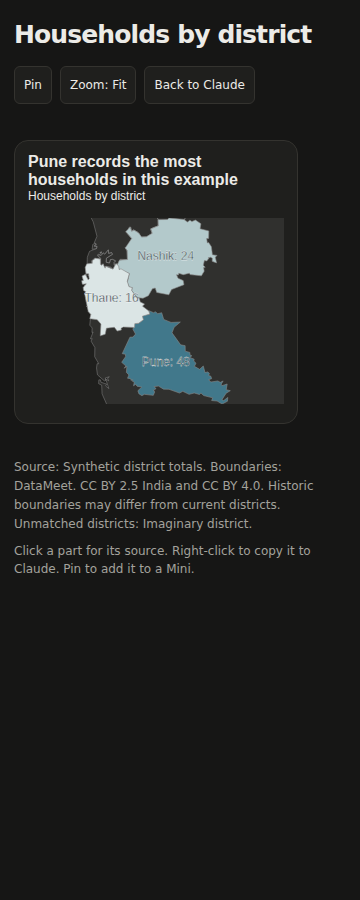 Households by district
Pin
Zoom: Fit
Back to Claude
Pune records the most
households in this example
Households by district
Nashik: 24
Thane: 16
Pune: 48
Source: Synthetic district totals. Boundaries:
DataMeet. CC BY 2.5 India and CC BY 4.0. Historic
boundaries may differ from current districts.
Unmatched districts: Imaginary district.
Click a part for its source. Right-click to copy it to
Claude. Pin to add it to a Mini.